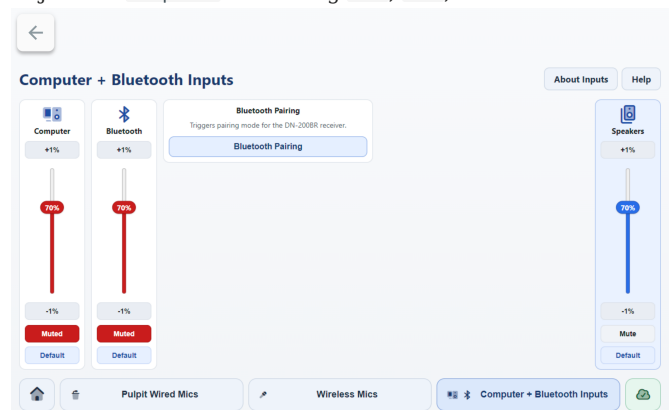 Computer + Bluetooth Inputs
About Inputs
Help
Computer
+1%
70%
-1%
Muted
Default
Bluetooth
+1%
70%
-1%
Muted
Default
Bluetooth Pairing
Triggers pairing mode for the DN-200BR receiver.
Bluetooth Pairing
Speakers
+1%
70%
-1%
Mute
Default
Pulpit Wired Mics
Wireless Mics
Computer + Bluetooth Inputs